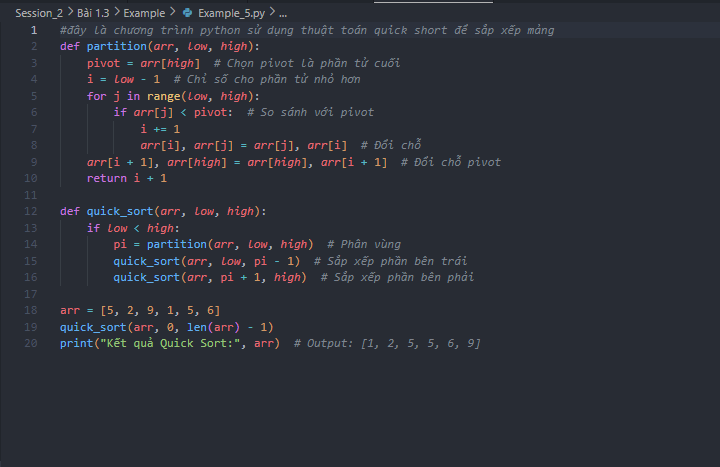 Session_2 > Bài 1.3 > Example > Example_5.py > ...
1 #đây là chương trình python sử dụng thuật toán quick short để sắp xếp mảng
2 def partition(arr, low, high):
3     pivot = arr[high]  # Chọn pivot là phần tử cuối
4     i = low - 1  # Chỉ số cho phần tử nhỏ hơn
5     for j in range(low, high):
6         if arr[j] < pivot:  # So sánh với pivot
7             i += 1
8             arr[i], arr[j] = arr[j], arr[i]  # Đổi chỗ
9     arr[i + 1], arr[high] = arr[high], arr[i + 1]  # Đổi chỗ pivot
10     return i + 1
11
12 def quick_sort(arr, low, high):
13     if low < high:
14         pi = partition(arr, low, high)  # Phân vùng
15         quick_sort(arr, low, pi - 1)  # Sắp xếp phần bên trái
16         quick_sort(arr, pi + 1, high)  # Sắp xếp phần bên phải
17
18 arr = [5, 2, 9, 1, 5, 6]
19 quick_sort(arr, 0, len(arr) - 1)
20 print("Kết quả Quick Sort:", arr)  # Output: [1, 2, 5, 5, 6, 9]